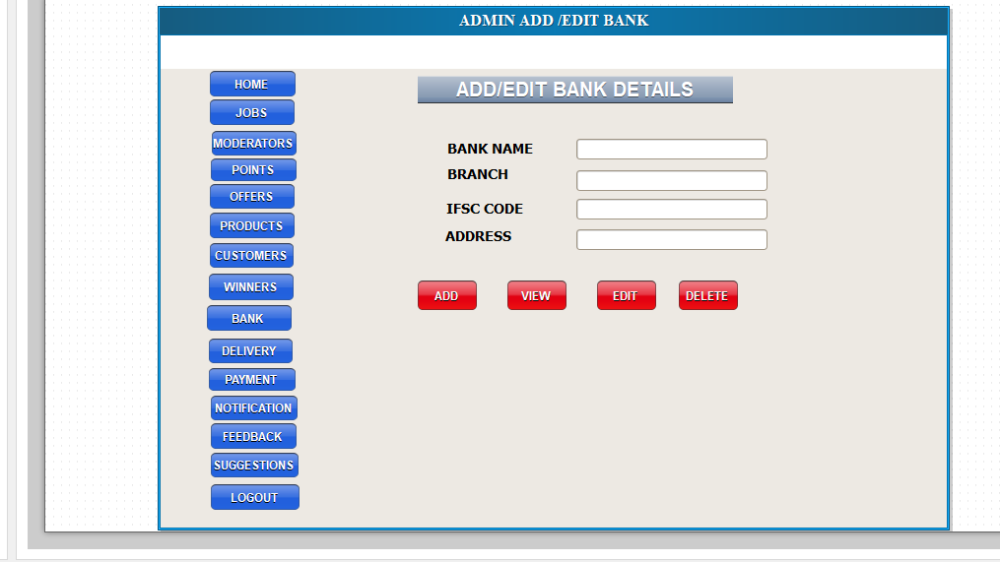 ADMIN ADD /EDIT BANK
ADD/EDIT BANK DETAILS
HOME
JOBS
MODERATORS
POINTS
OFFERS
PRODUCTS
CUSTOMERS
WINNERS
BANK
DELIVERY
PAYMENT
NOTIFICATION
FEEDBACK
SUGGESTIONS
LOGOUT
BANK NAME
BRANCH
IFSC CODE
ADDRESS
ADD VIEW EDIT DELETE